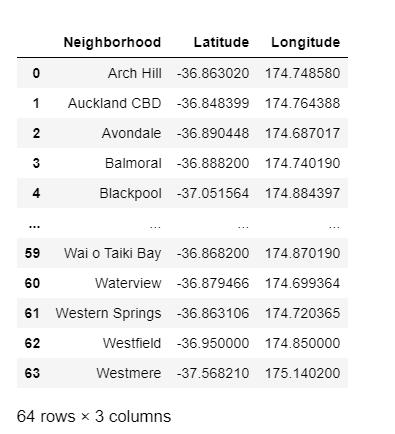 Neighborhood Latitude Longitude
0 Arch Hill -36.863020 174.748580
1 Auckland CBD -36.848399 174.764388
2 Avondale -36.890448 174.687017
3 Balmoral -36.888200 174.740190
4 Blackpool -37.051564 174.884397
... ... ... ...
59 Wai o Taiki Bay -36.868200 174.870190
60 Waterview -36.879466 174.699364
61 Western Springs -36.863106 174.720365
62 Westfield -36.950000 174.850000
63 Westmere -37.568210 175.140200
64 rows × 3 columns